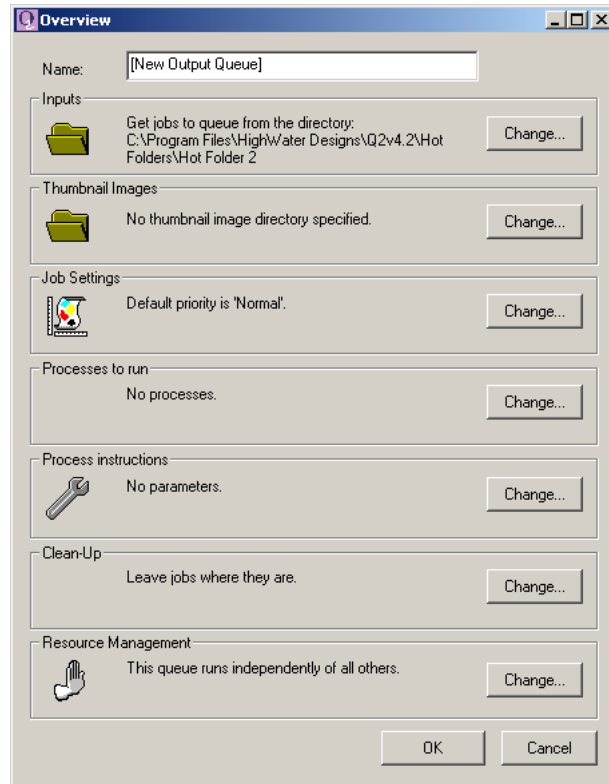 Overview
Name:
[New Output Queue]
Inputs
Get jobs to queue from the directory:
C:\Program Files\HighWater Designs\Q2v4.2\Hot
Folders\Hot Folder 2
Change...
Thumbnail Images
No thumbnail image directory specified.
Change...
Job Settings
Default priority is 'Normal'.
Change...
Processes to run
No processes.
Change...
Process instructions
No parameters.
Change...
Clean-Up
Leave jobs where they are.
Change...
Resource Management
This queue runs independently of all others.
Change...
OK
Cancel